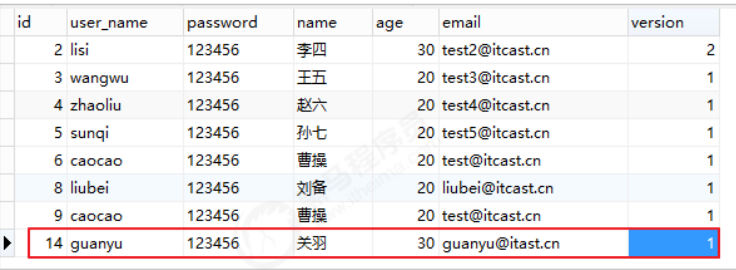 id user_name password name age email version
2 lisi 123456 李四 30 test2@itcast.cn 2
3 wangwu 123456 王五 20 test3@itcast.cn 1
4 zhaoliu 123456 赵六 20 test4@itcast.cn 1
5 sunqi 123456 孙七 20 test5@itcast.cn 1
6 caocao 123456 曹操 20 test@itcast.cn 1
8 liubei 123456 刘备 20 liubei@itcast.cn 1
9 caocao 123456 曹操 20 test@itcast.cn 1
14 guanyu 123456 关羽 30 guanyu@itast.cn 1